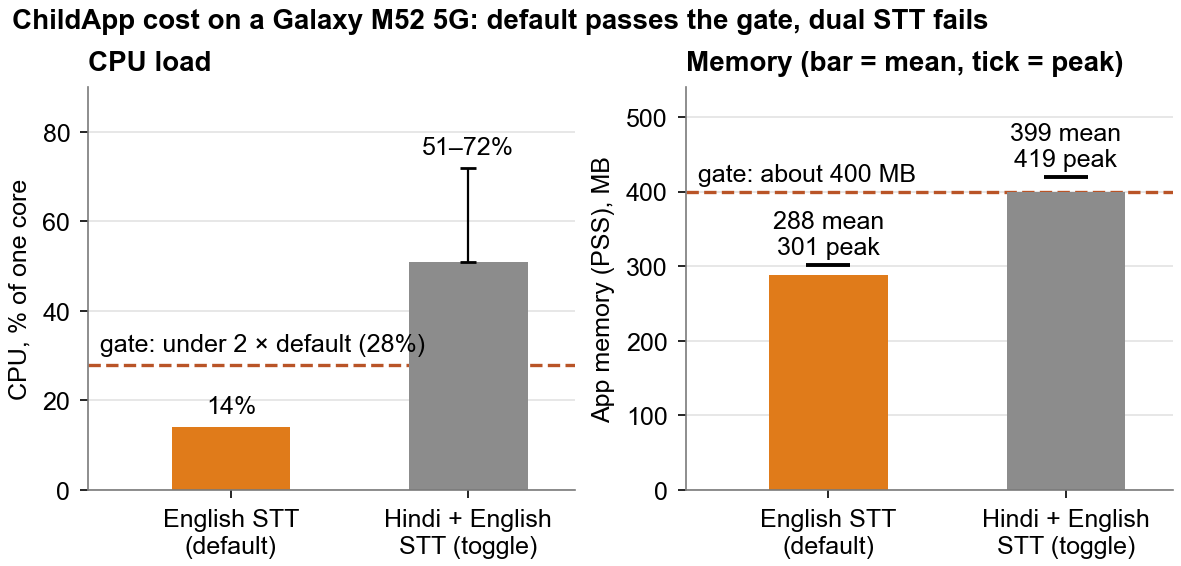 ChildApp cost on a Galaxy M52 5G: default passes the gate, dual STT fails
CPU load
CPU, % of one core
80
60
40
20
0
51–72%
gate: under 2 × default (28%)
14%
English STT
(default)
Hindi + English
STT (toggle)
Memory (bar = mean, tick = peak)
App memory (PSS), MB
500
400
300
200
100
0
399 mean
419 peak
gate: about 400 MB
288 mean
301 peak
English STT
(default)
Hindi + English
STT (toggle)